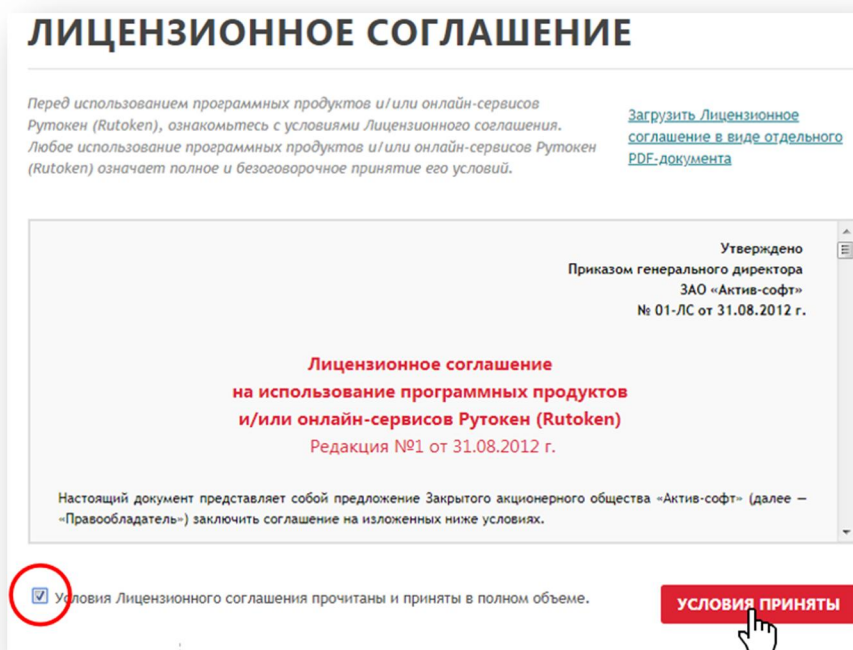 ЛИЦЕНЗИОННОЕ СОГЛАШЕНИЕ
Перед использованием программных продуктов и/или онлайн-сервисов
Рутокен (Rutoken), ознакомьтесь с условиями Лицензионного соглашения.
Любое использование программных продуктов и/или онлайн-сервисов Рутокен
(Rutoken) означает полное и безоговорочное принятие его условий.
Загрузить Лицензионное
соглашение в виде отдельного
PDF-документа
Утверждено
Приказом генерального директора
ЗАО «Актив-софт»
№ 01-ЛС от 31.08.2012 г.
Лицензионное соглашение
на использование программных продуктов
и/или онлайн-сервисов Рутокен (Rutoken)
Редакция №1 от 31.08.2012 г.
Настоящий документ представляет собой предложение Закрытого акционерного общества «Актив-софт» (далее —
«Правообладатель») заключить соглашение на изложенных ниже условиях.
Условия Лицензионного соглашения прочитаны и приняты в полном объеме.
УСЛОВИЯ ПРИНЯТЫ